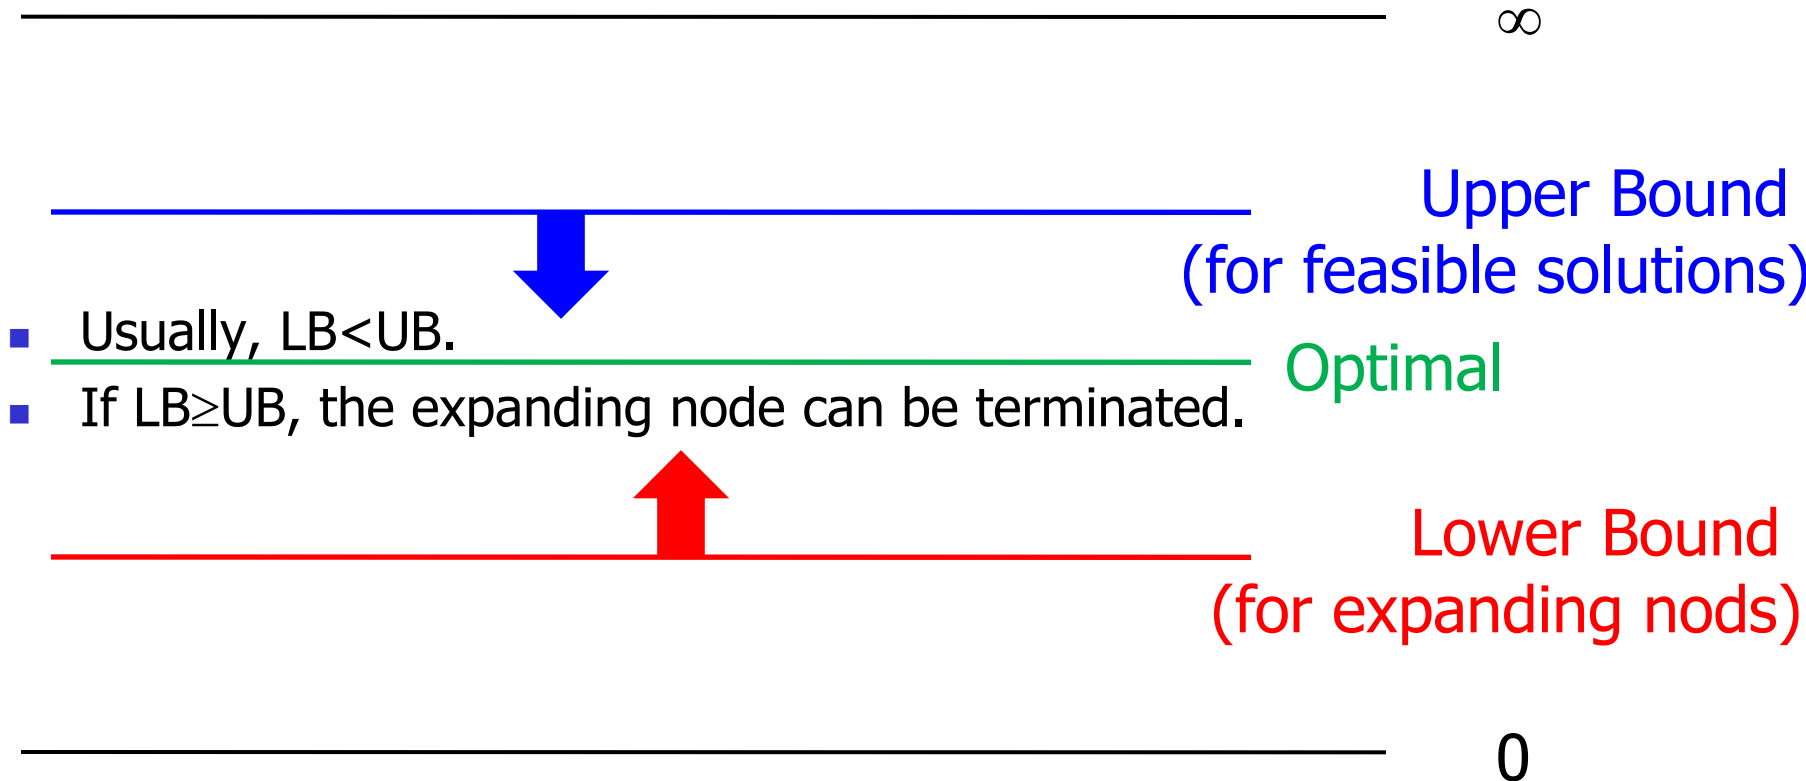 ∞
Upper Bound
(for feasible solutions)
▪ Usually, LB<UB.
Optimal
▪ If LB≥UB, the expanding node can be terminated.
Lower Bound
(for expanding nods)
0